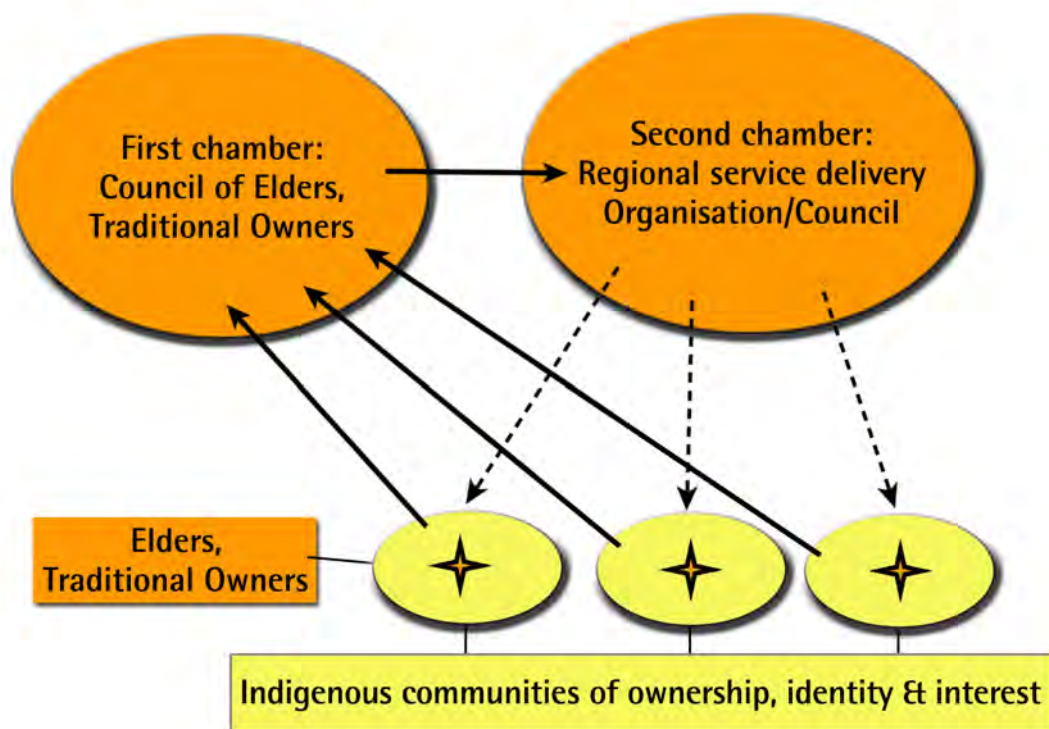 First chamber:
Council of Elders,
Traditional Owners
Second chamber:
Regional service delivery
Organisation/Council
Elders,
Traditional Owners
Indigenous communities of ownership, identity & interest